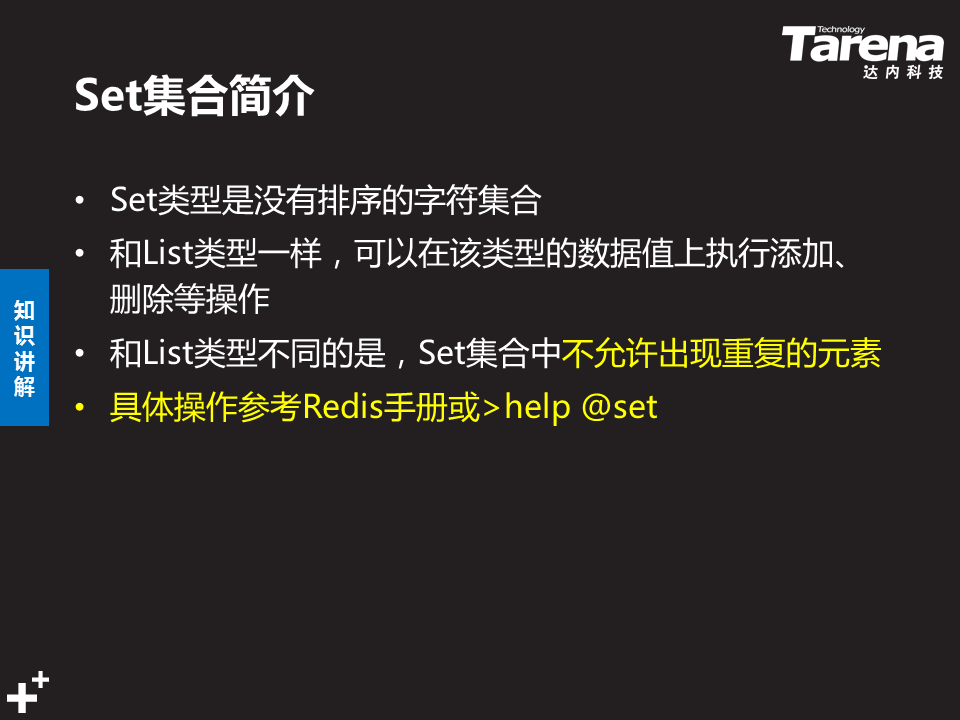 Technology
Tarena
达内科技
Set集合简介
• Set类型是没有排序的字符集合
• 和List类型一样，可以在该类型的数据值上执行添加、
删除等操作
• 和List类型不同的是，Set集合中不允许出现重复的元素
• 具体操作参考Redis手册或>help @set
知
识
讲
解